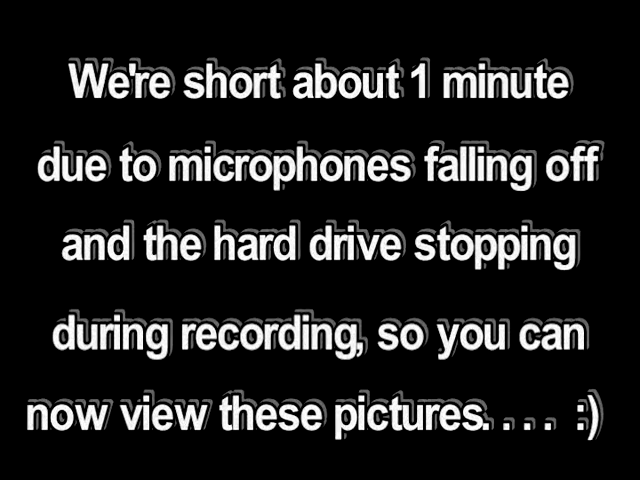 We're short about 1 minute
due to microphones falling off
and the hard drive stopping
during recording, so you can
now view these pictures. . . .  :)